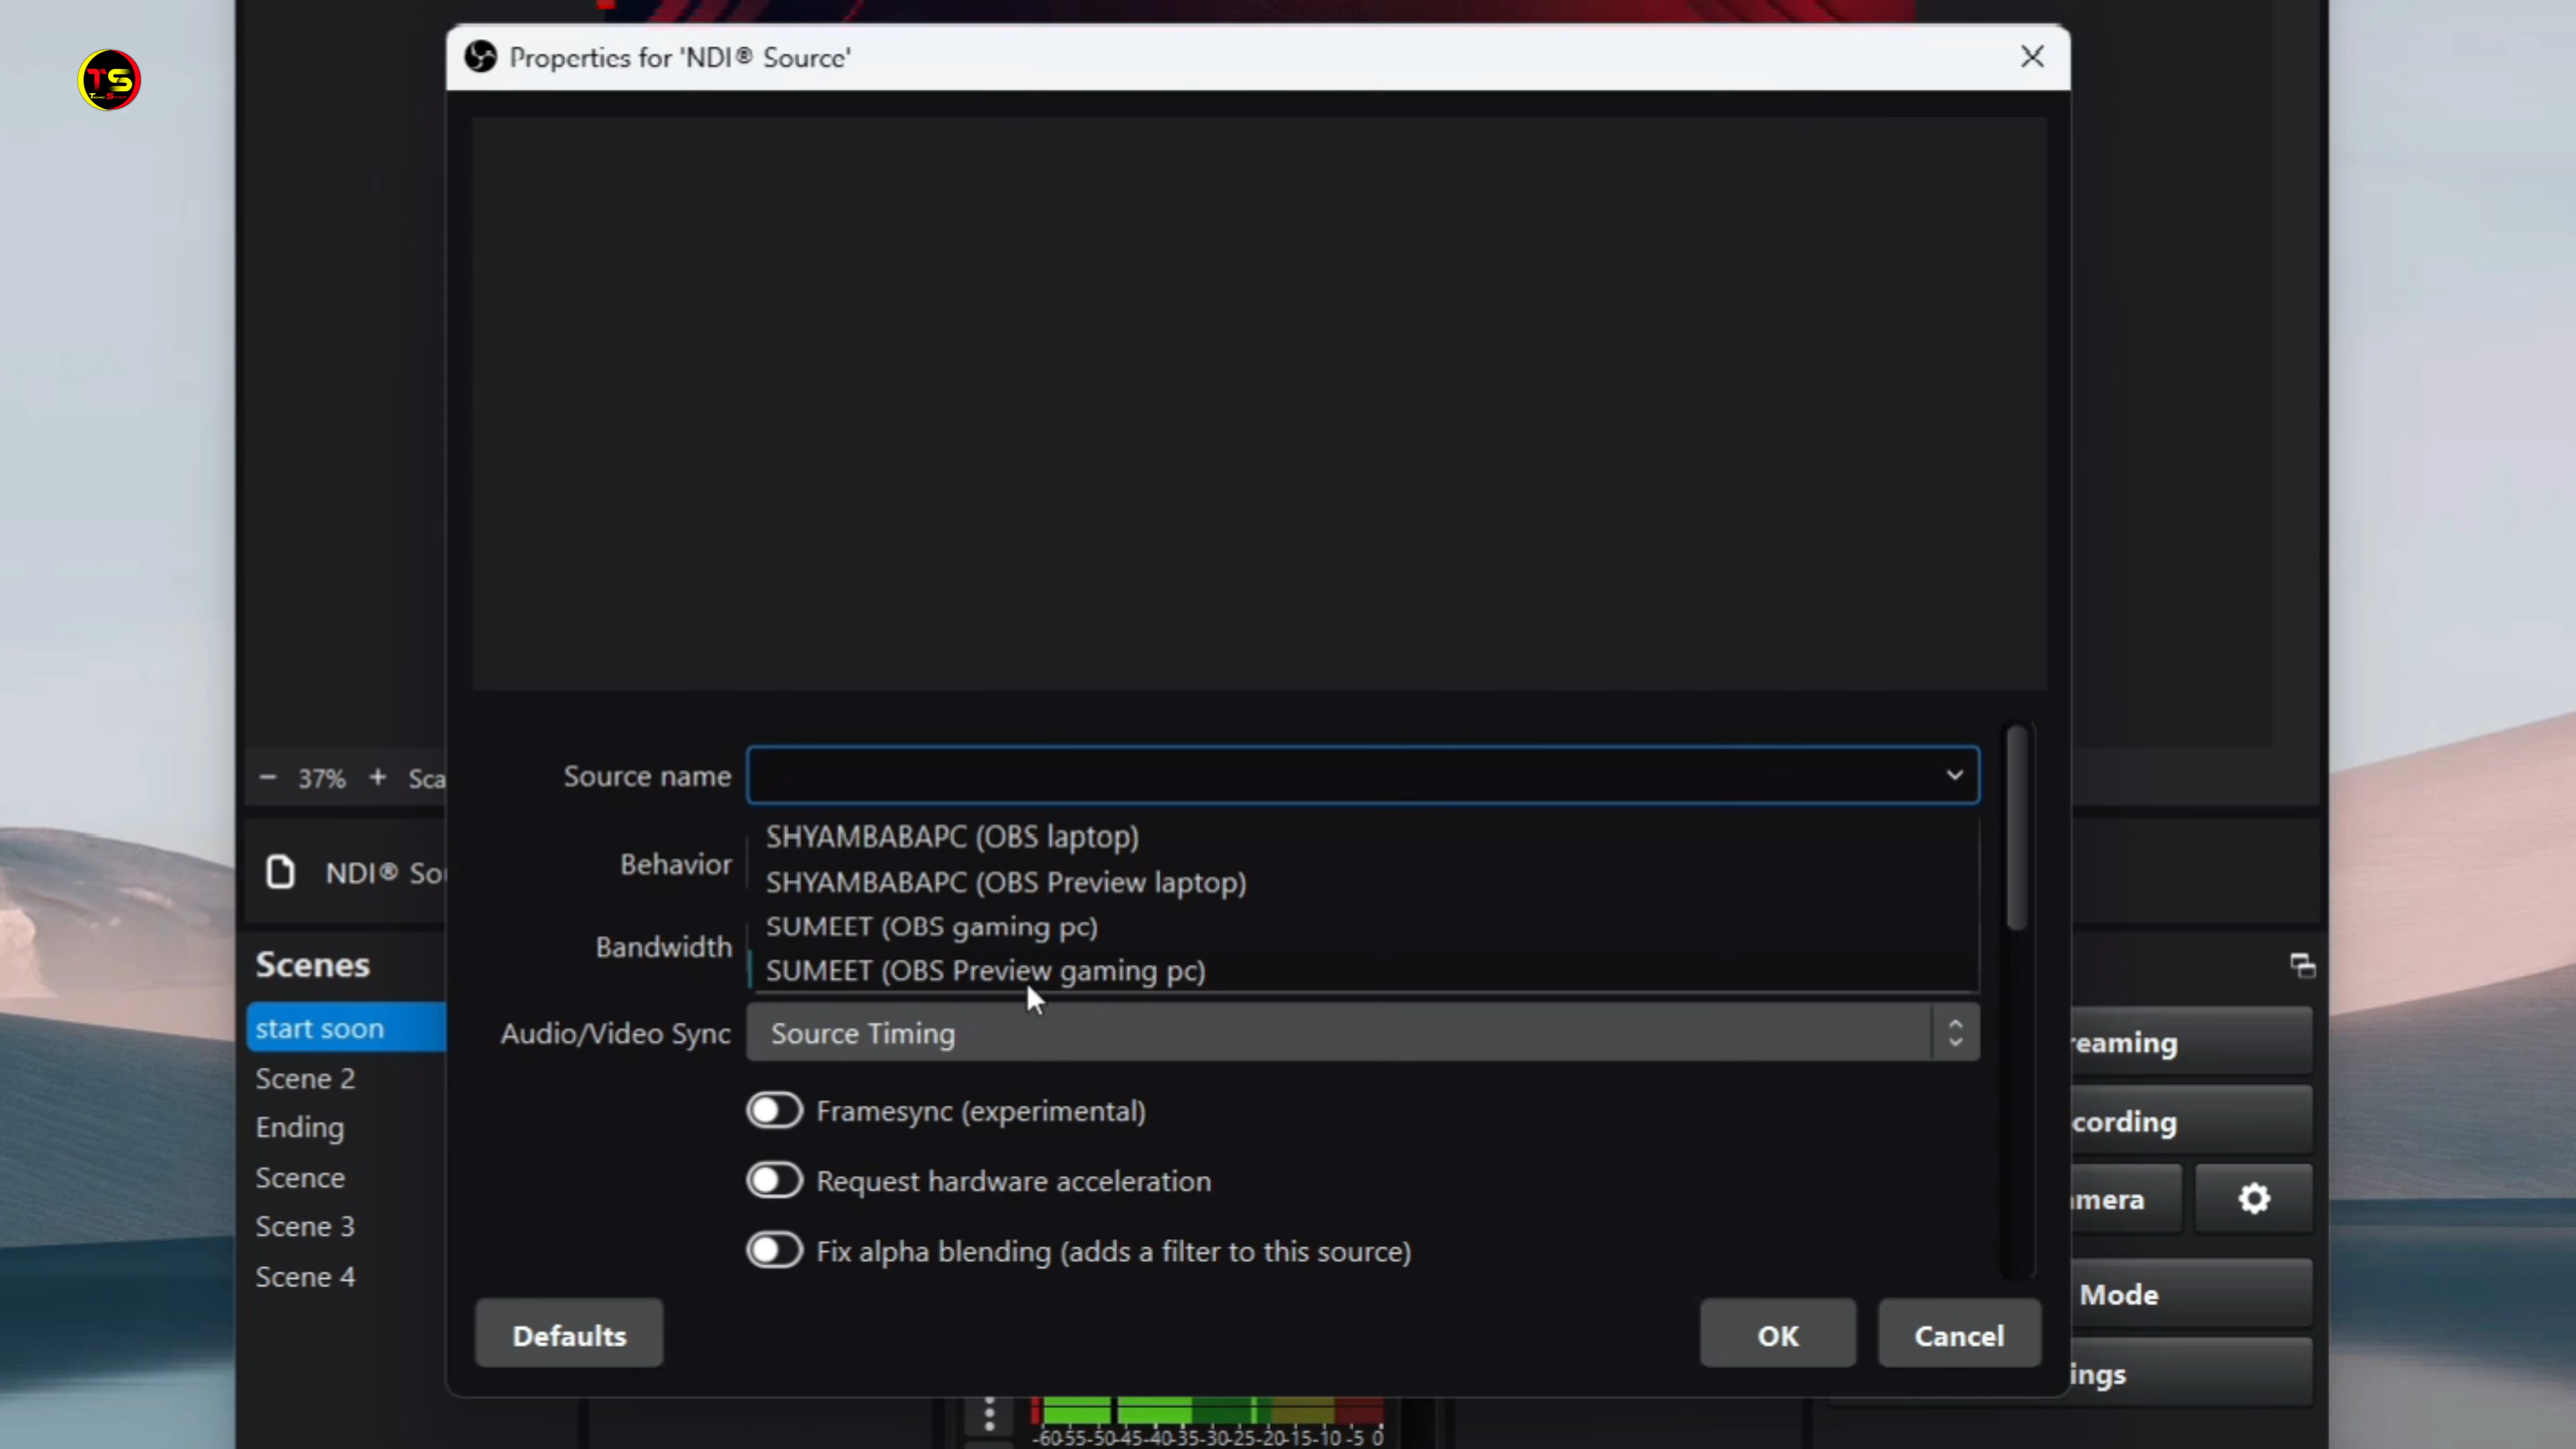 TS
Properties for 'NDI® Source'
Source name
SHYAMBABAPC (OBS laptop)
SHYAMBABAPC (OBS Preview laptop)
SUMEET (OBS gaming pc)
SUMEET (OBS Preview gaming pc)
Behavior
Bandwidth
Audio/Video Sync
Source Timing
Framesync (experimental)
Request hardware acceleration
Fix alpha blending (adds a filter to this source)
Defaults
OK
Cancel
37%
Sca
NDI® So
Scenes
start soon
Scene 2
Ending
Scence
Scene 3
Scene 4
reaming
cording
mera
Mode
ings
-60-55-50-45-40-35-30-25-20-15-10 -5 0